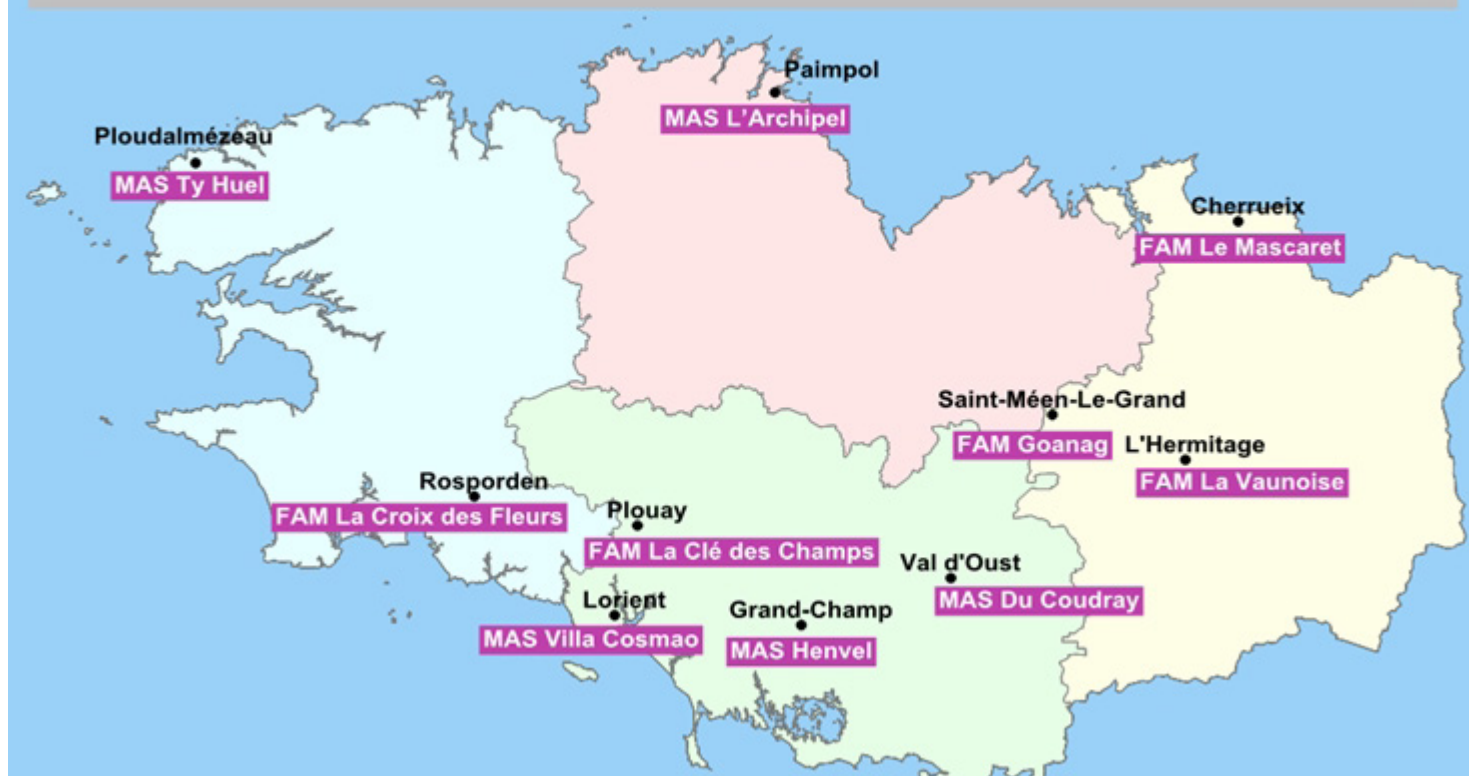 Paimpol
MAS L'Archipel
Ploudalmézeau
MAS Ty Huel
Cherrueix
FAM Le Mascaret
Saint-Méen-Le-Grand
FAM Goanag
L'Hermitage
FAM La Vaunoise
Rosporden
FAM La Croix des Fleurs
Plouay
FAM La Clé des Champs
Val d'Oust
MAS Du Coudray
Lorient
MAS Villa Cosmao
Grand-Champ
MAS Henvel